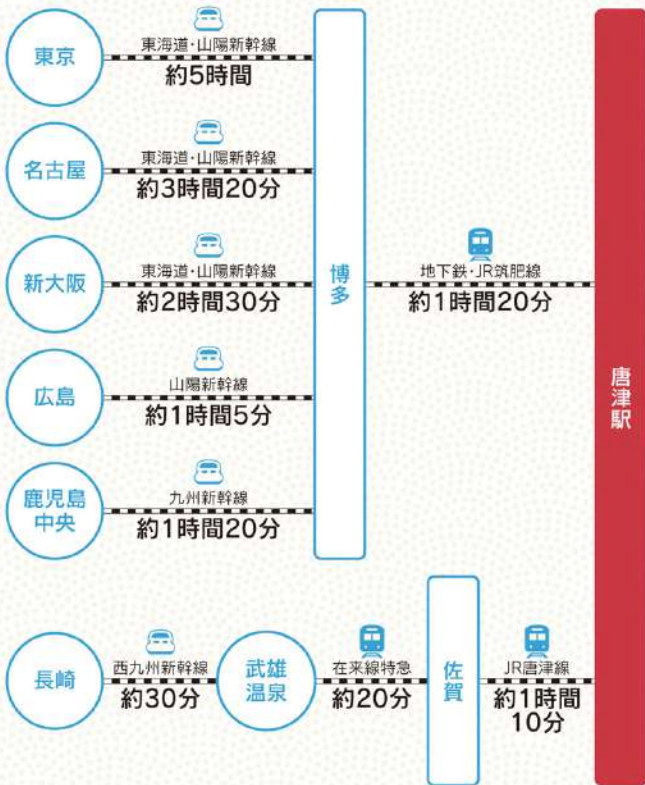 東京
東海道・山陽新幹線
約5時間
名古屋
東海道・山陽新幹線
約3時間20分
新大阪
東海道・山陽新幹線
約2時間30分
広島
山陽新幹線
約1時間5分
鹿児島
中央
九州新幹線
約1時間20分
博多
地下鉄・JR筑肥線
約1時間20分
唐津駅
長崎
西九州新幹線
約30分
武雄
温泉
在来線特急
約20分
佐賀
JR唐津線
約1時間
10分